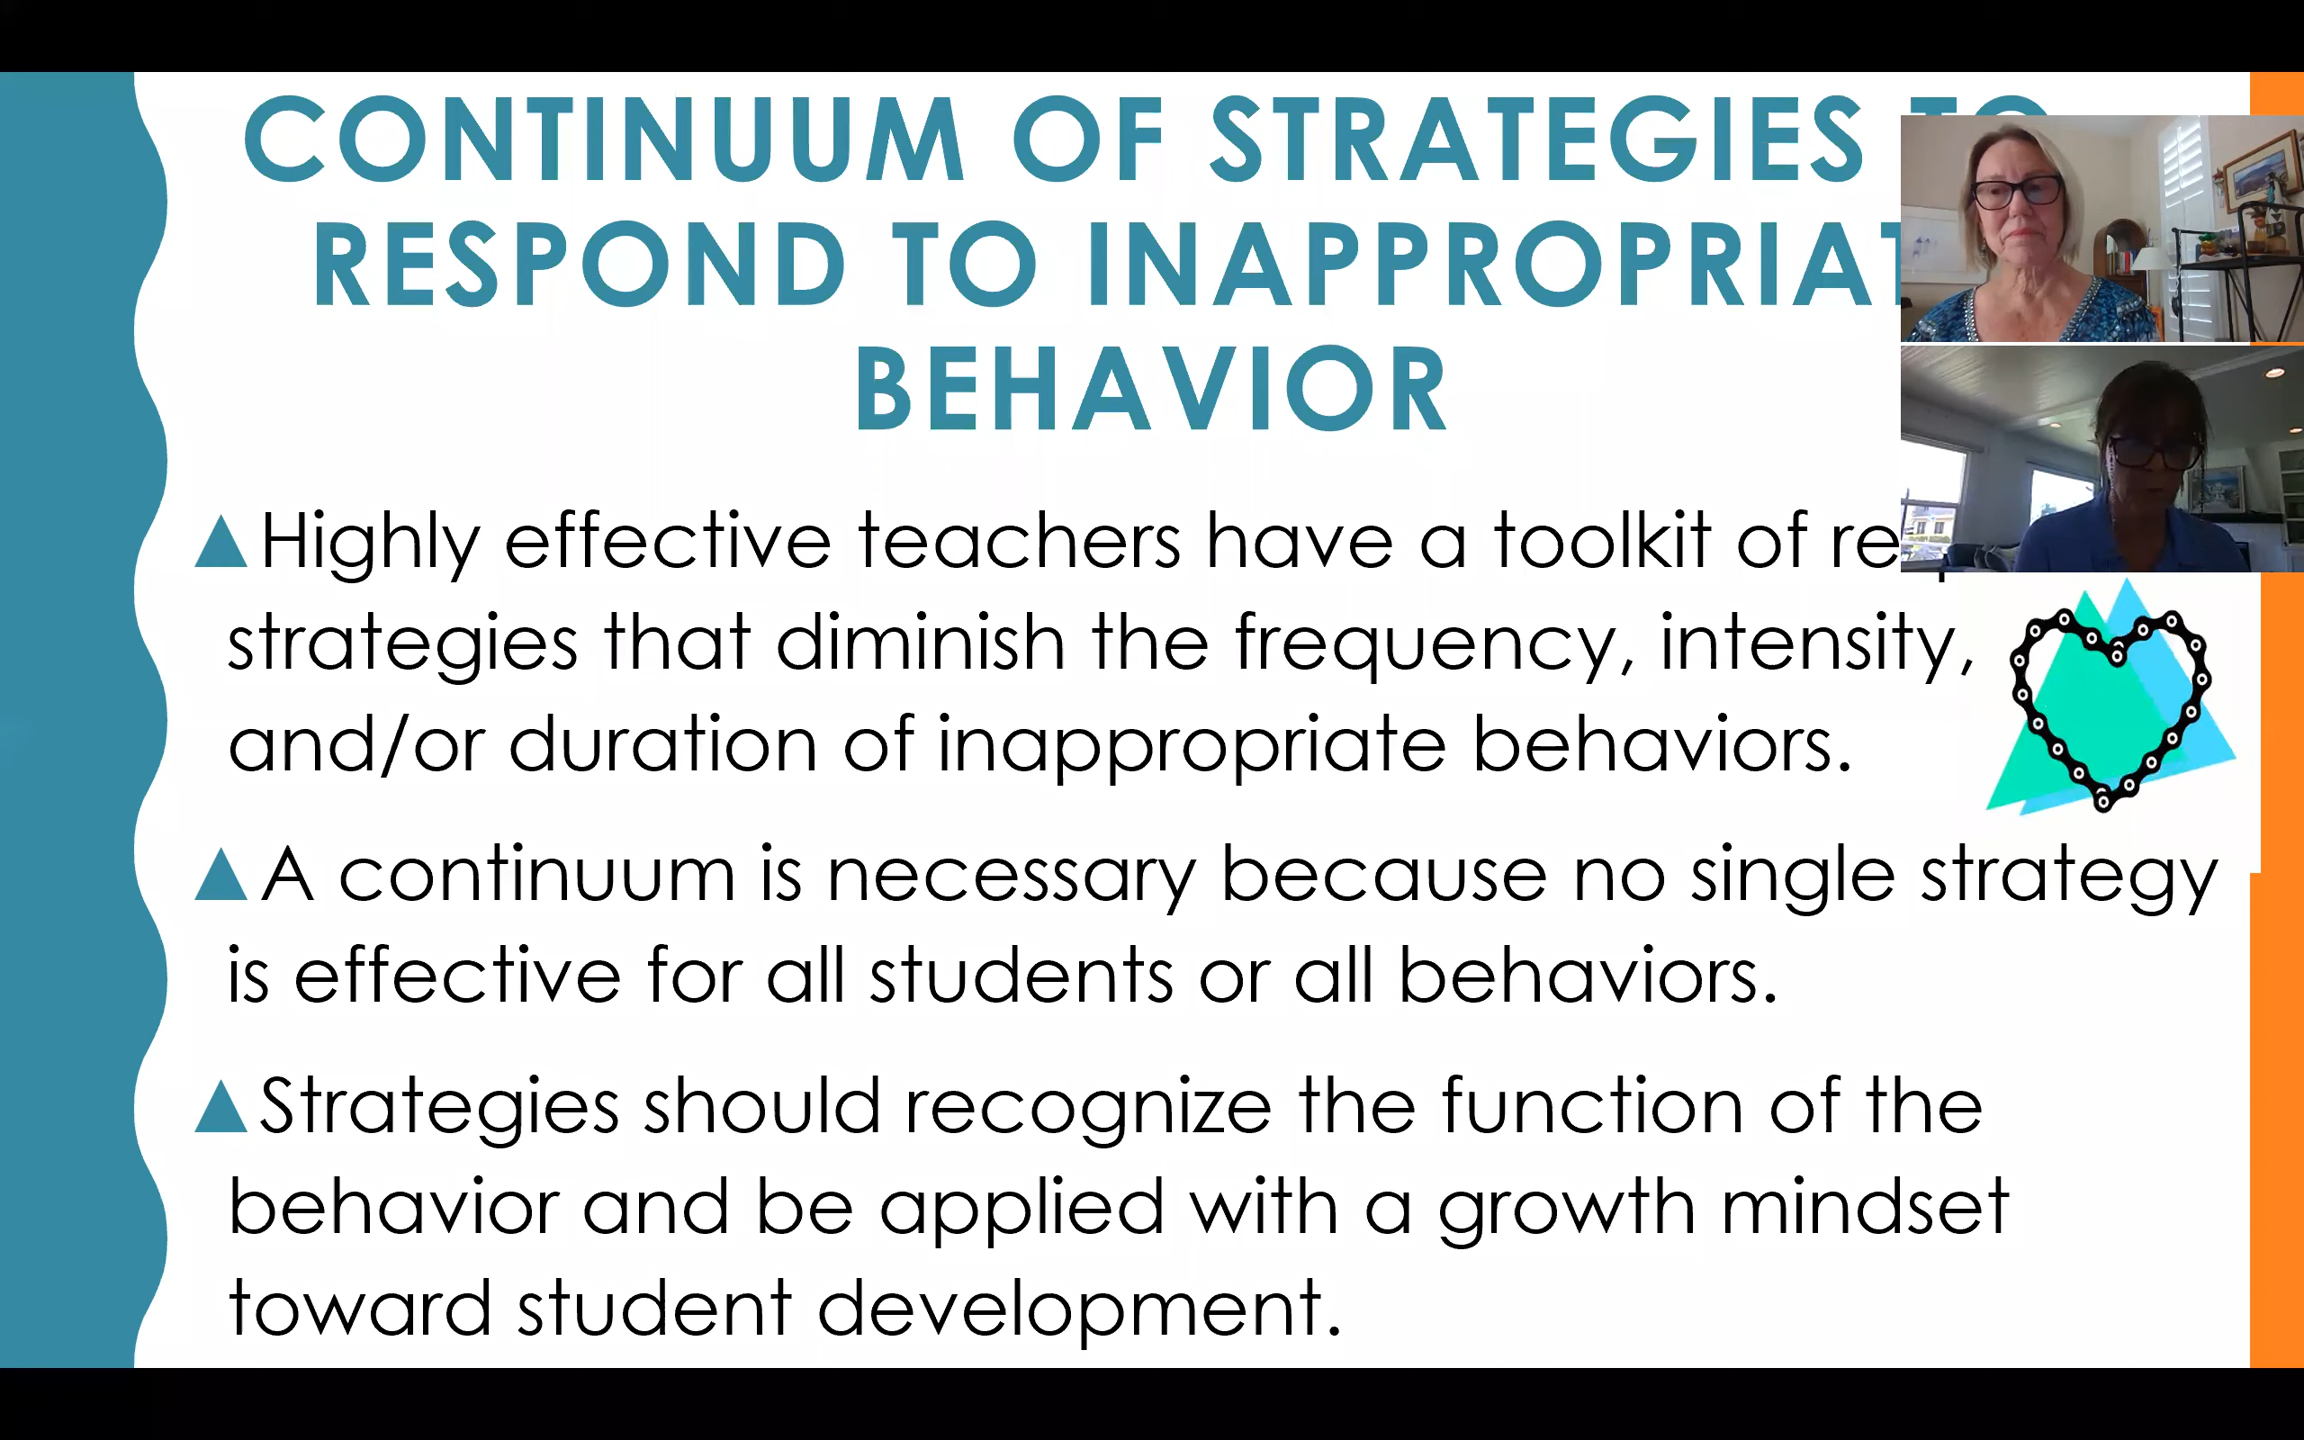 CONTINUUM OF STRATEGIES TO
RESPOND TO INAPPROPRIAT
BEHAVIOR
▲Highly effective teachers have a toolkit of
strategies that diminish the frequency, intensity,
and/or duration of inappropriate behaviors.
▲A continuum is necessary because no single strategy
is effective for all students or all behaviors.
▲Strategies should recognize the function of the
behavior and be applied with a growth mindset
toward student development.